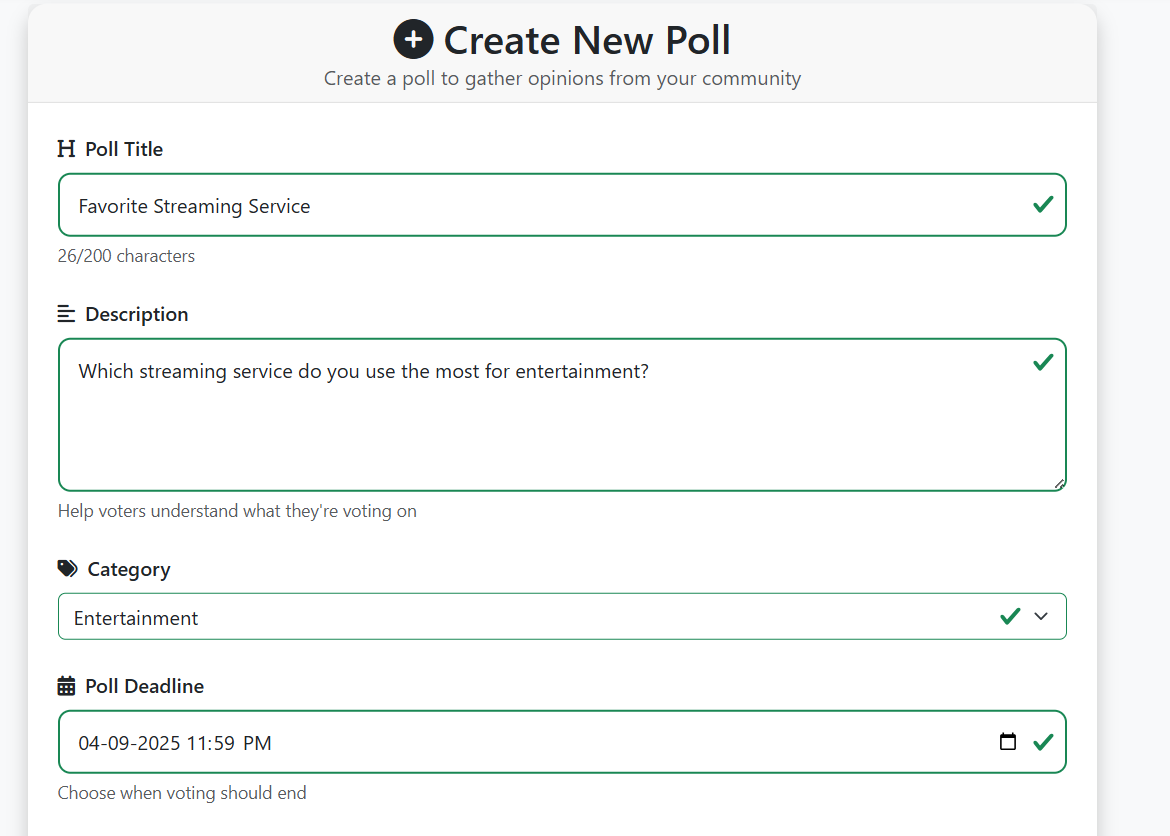 Create New Poll
Create a poll to gather opinions from your community
Poll Title
Favorite Streaming Service
26/200 characters
Description
Which streaming service do you use the most for entertainment?
Help voters understand what they're voting on
Category
Entertainment
Poll Deadline
04-09-2025 11:59 PM
Choose when voting should end